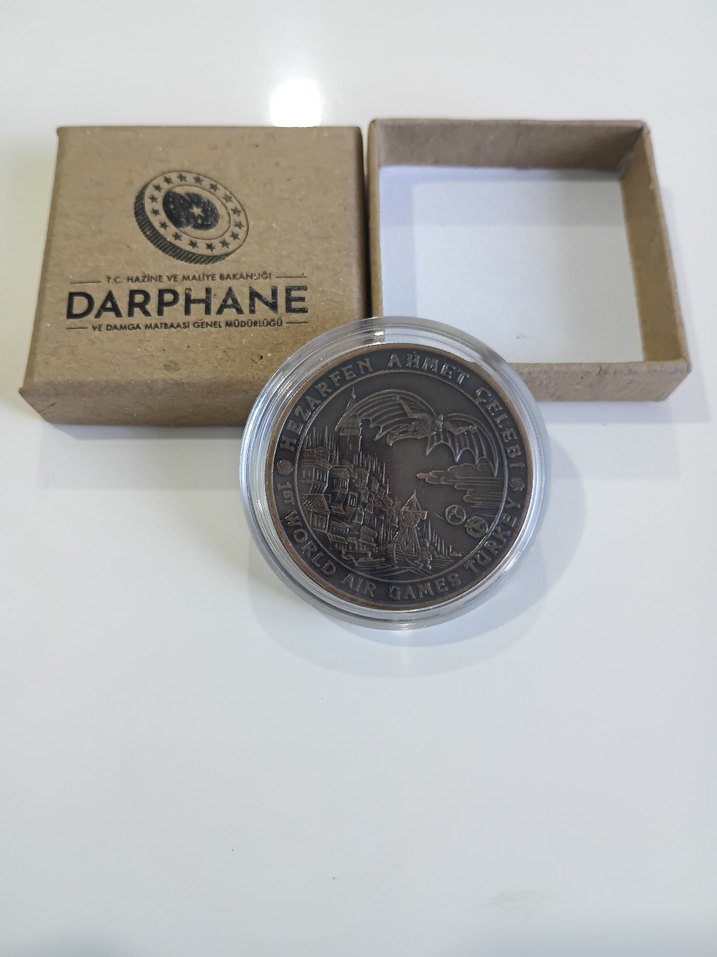 T.C. HAZİNE VE MALİYE BAKANLIĞI
DARPHANE
VE DAMGA MATBAASI GENEL MÜDÜRLÜĞÜ
HEZARFEN AHMET ÇELEBİ
1ST WORLD AIR GAMES TURKEY